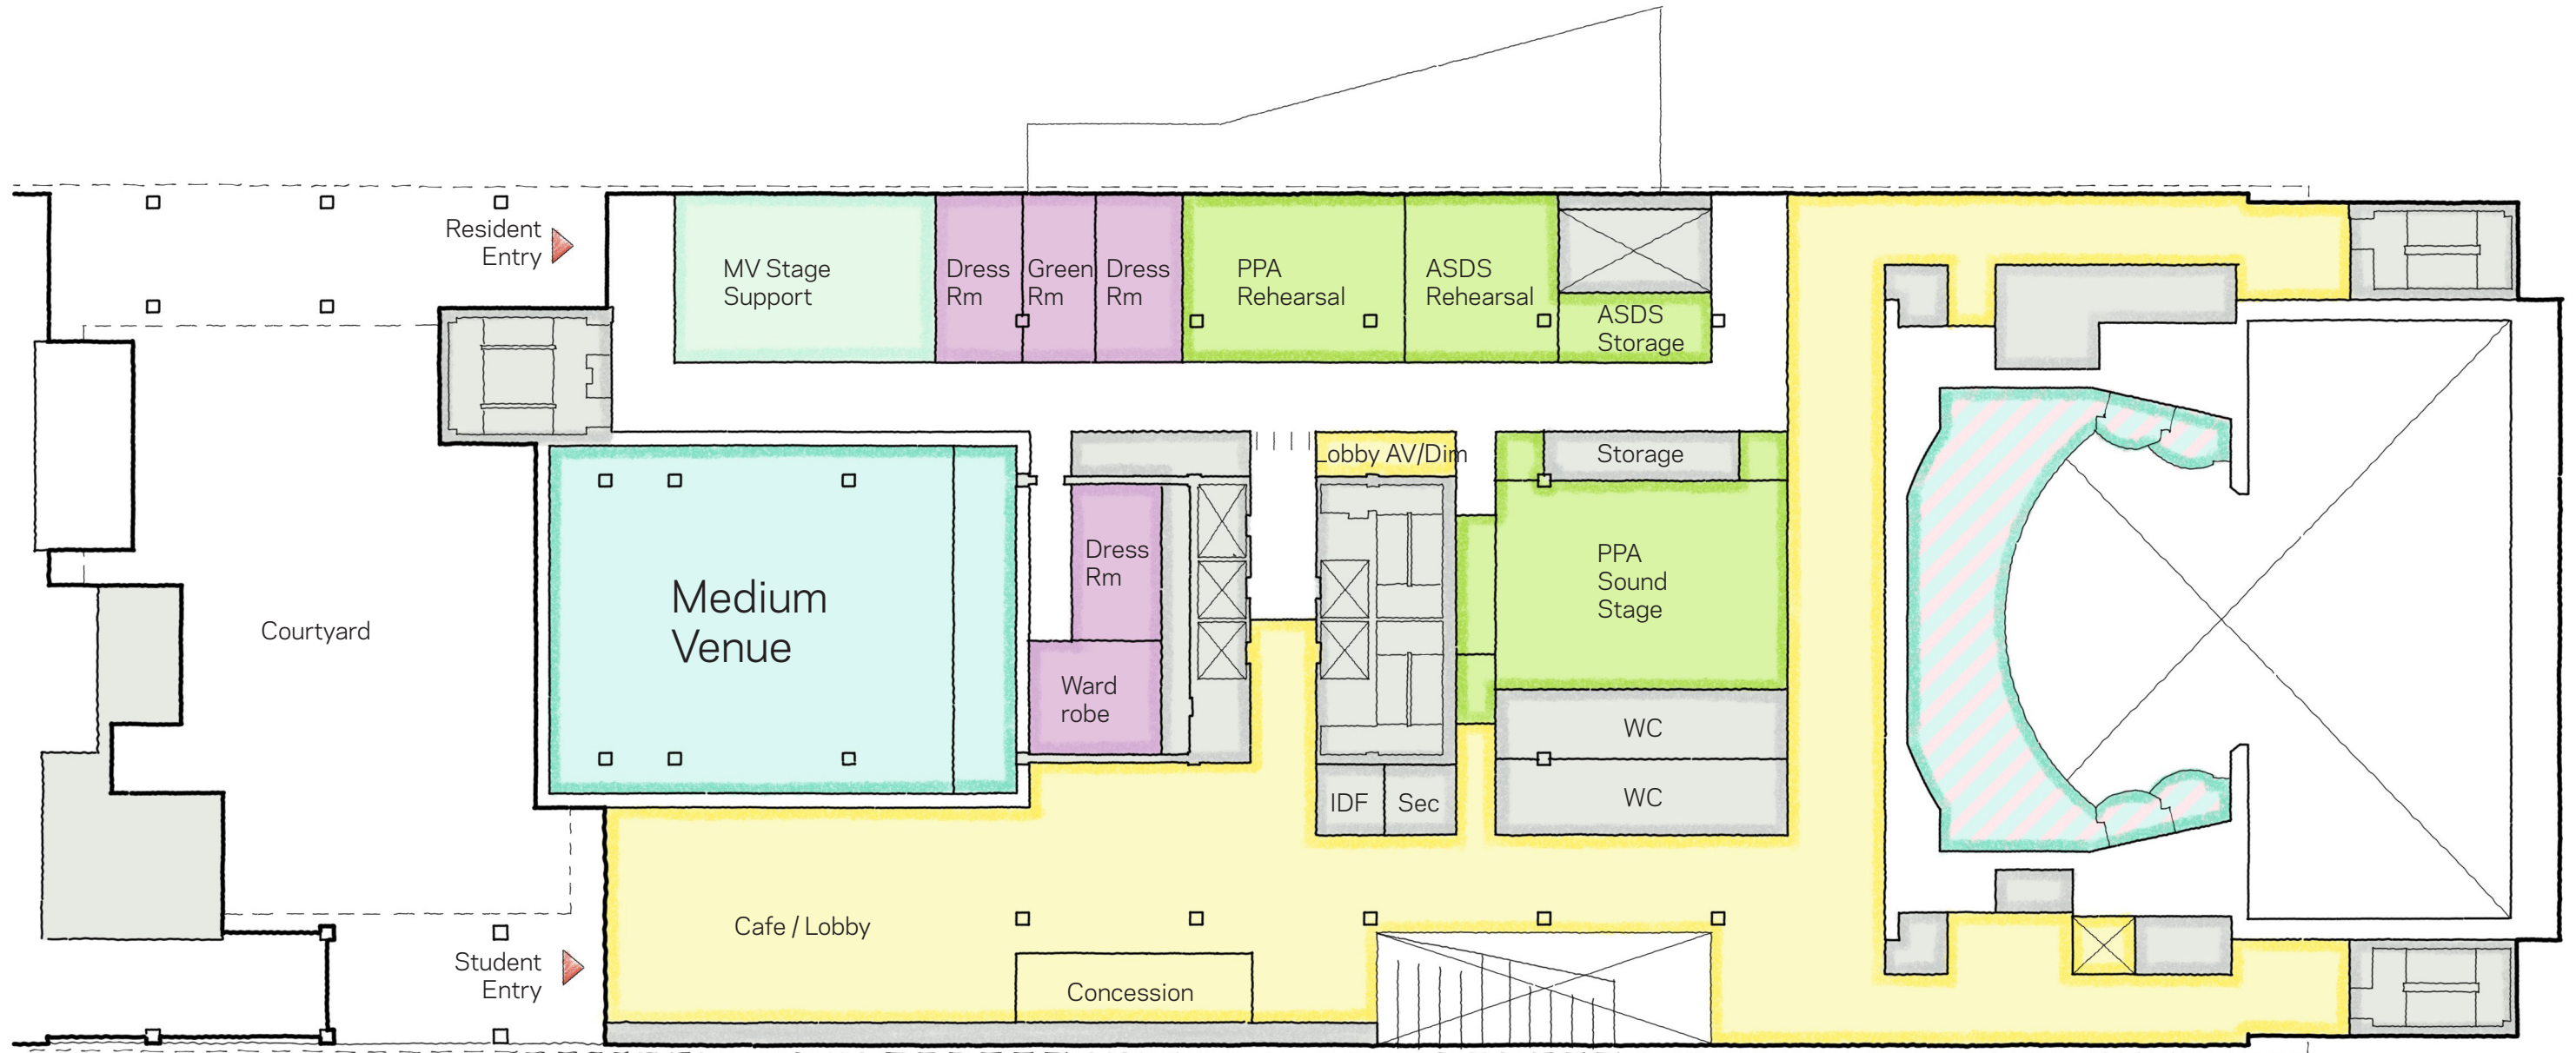 Resident
Entry
MV Stage
Support
Dress
Rm
Green
Rm
Dress
Rm
PPA
Rehearsal
ASDS
Rehearsal
ASDS
Storage
Lobby AV/Dim
Storage
Courtyard
Medium
Venue
Dress
Rm
Ward
robe
PPA
Sound
Stage
WC
WC
IDF
Sec
Cafe / Lobby
Concession
Student
Entry